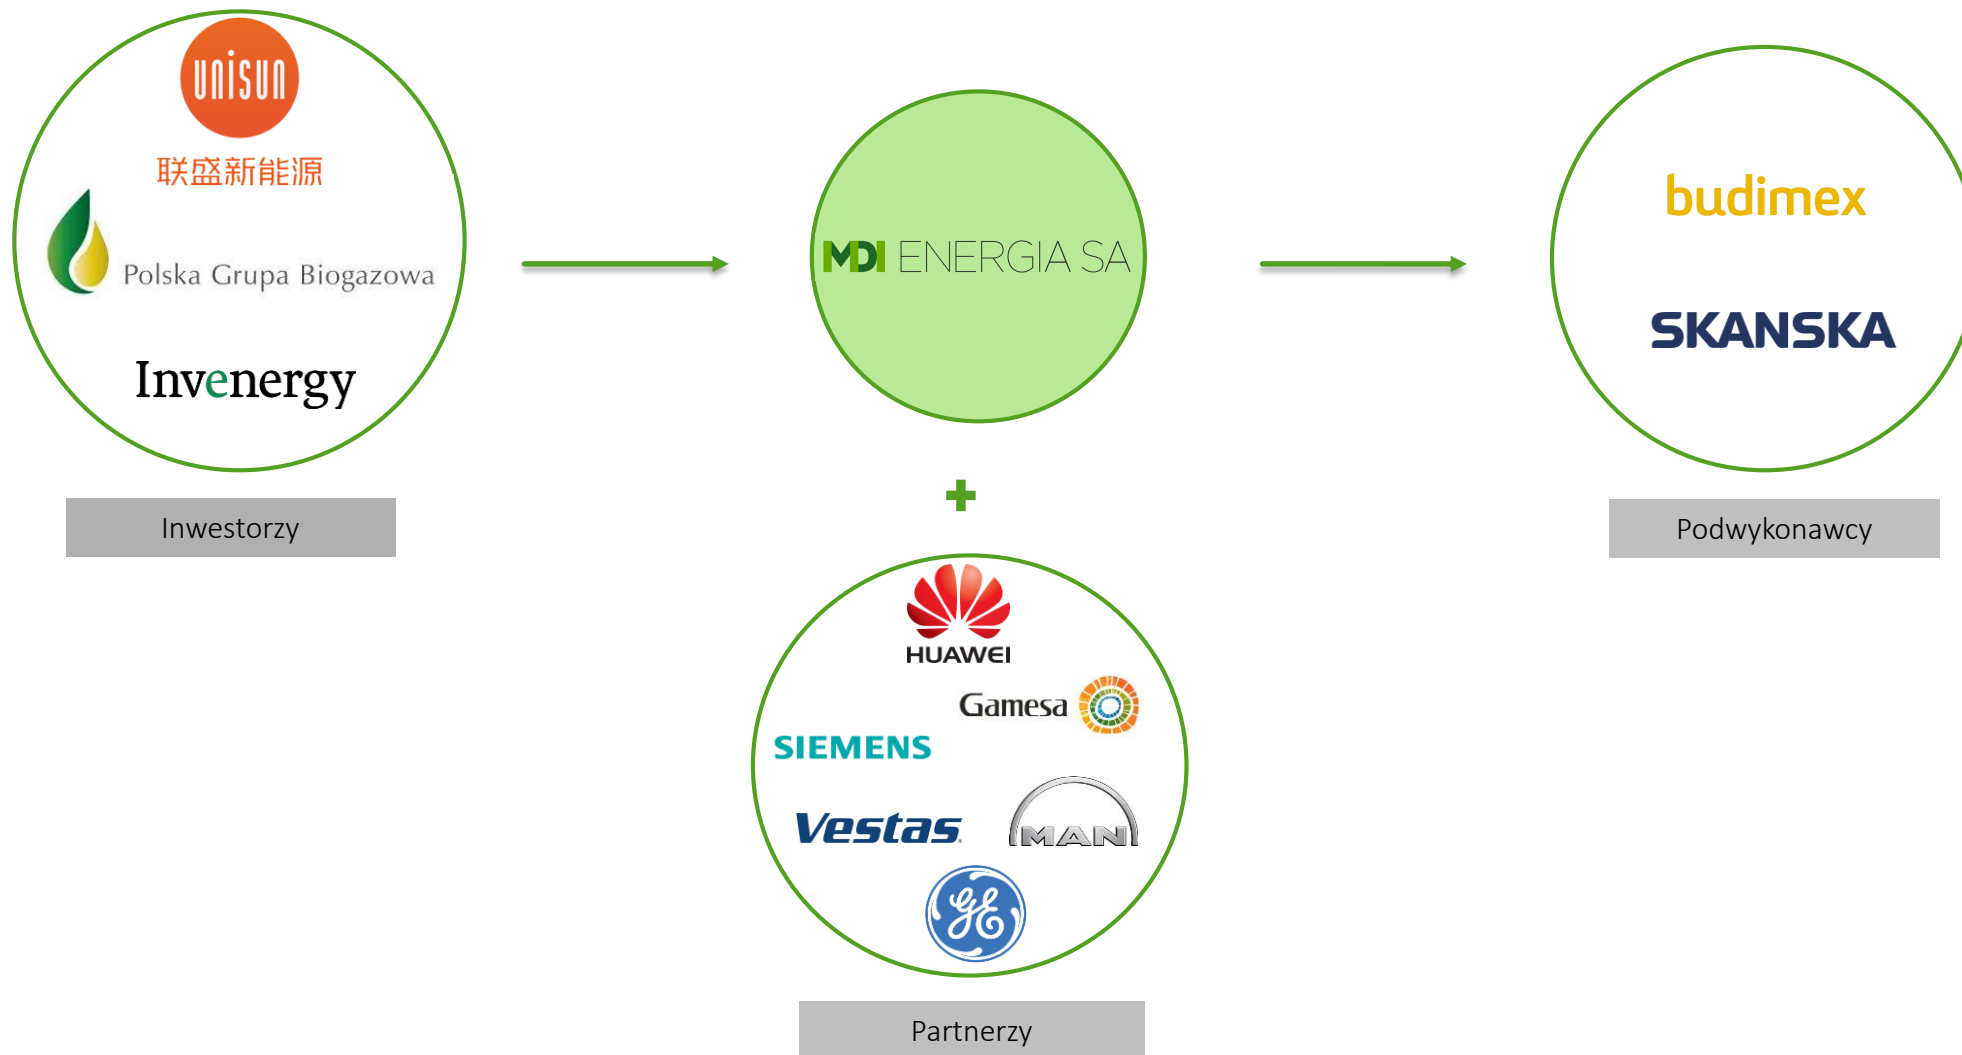 unisun
联盛新能源
Polska Grupa Biogazowa
Invenergy
Inwestorzy
MDI ENERGIA SA
+
HUAWEI
Gamesa
SIEMENS
Vestas
MAN
GE
Partnerzy
budimex
SKANSKA
Podwykonawcy